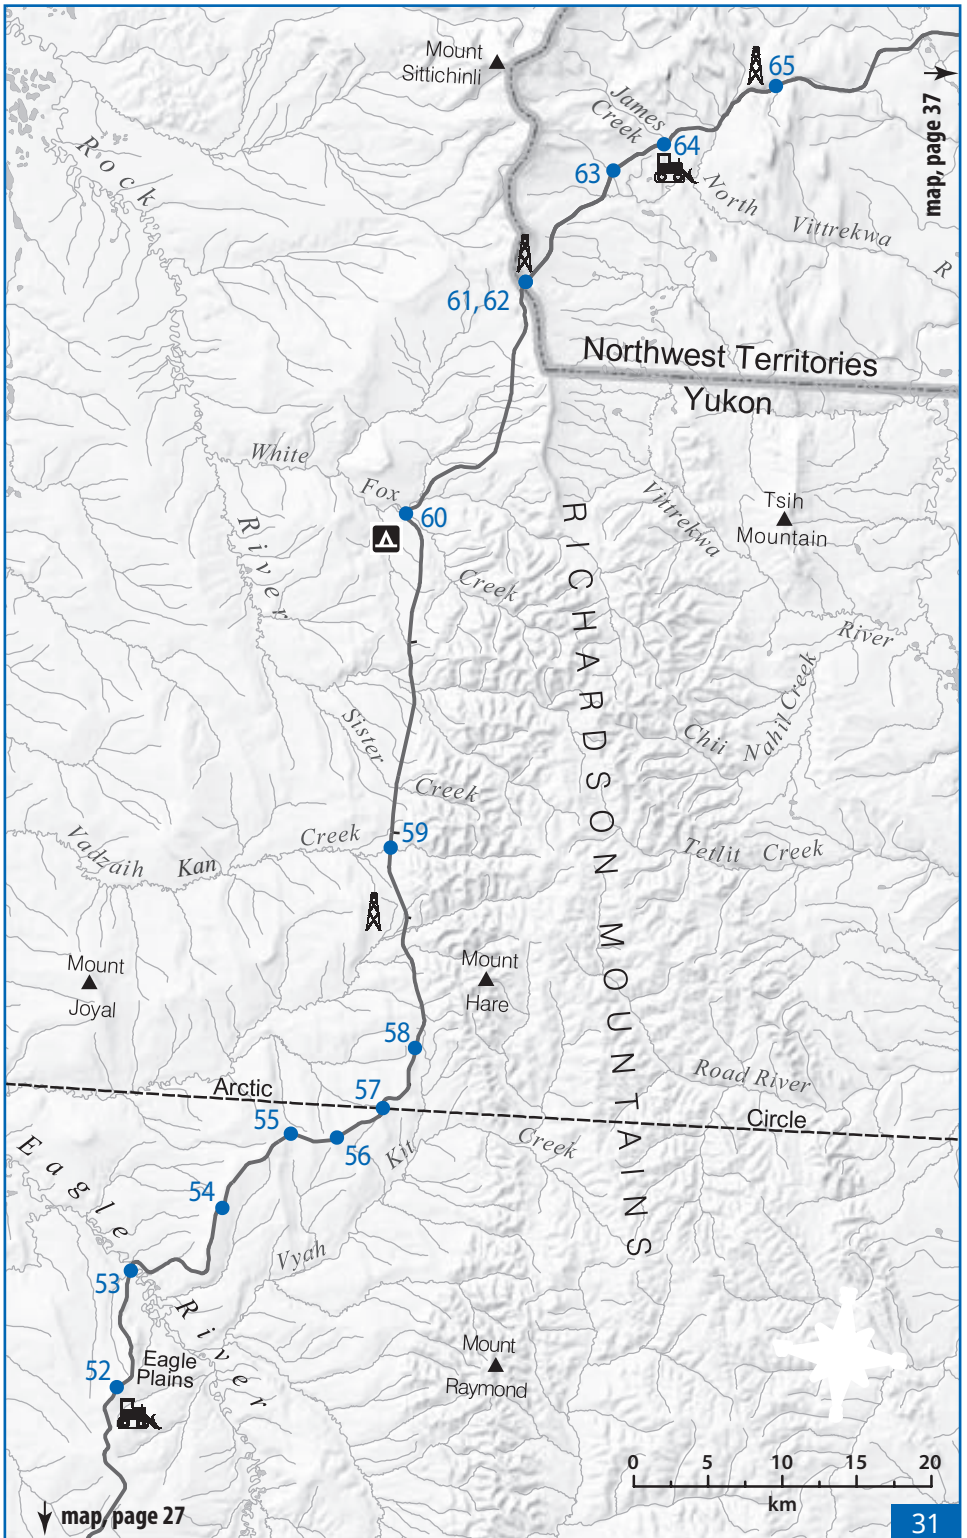 Mount
Sittichinli
65
map, page 37
James
Creek
64
63
North
Vittrekwa
R
Rock
61, 62
Northwest Territories
Yukon
White
Fox
60
Creek
River
Vittrekwa
Tsih
Mountain
River
RICHARDSON MOUNTAINS
Sister
Creek
Chii
Nahil Creek
59
Vadzaih
Kan
Creek
Tetlit Creek
Mount
Joyal
Mount
Hare
58
Road River
Arctic
57
Circle
55
56
Kit
Creek
Eagle
54
Vyah
53
River
Eagle
Plains
52
Mount
Raymond
0 5 10 15 20
km
map, page 27
31